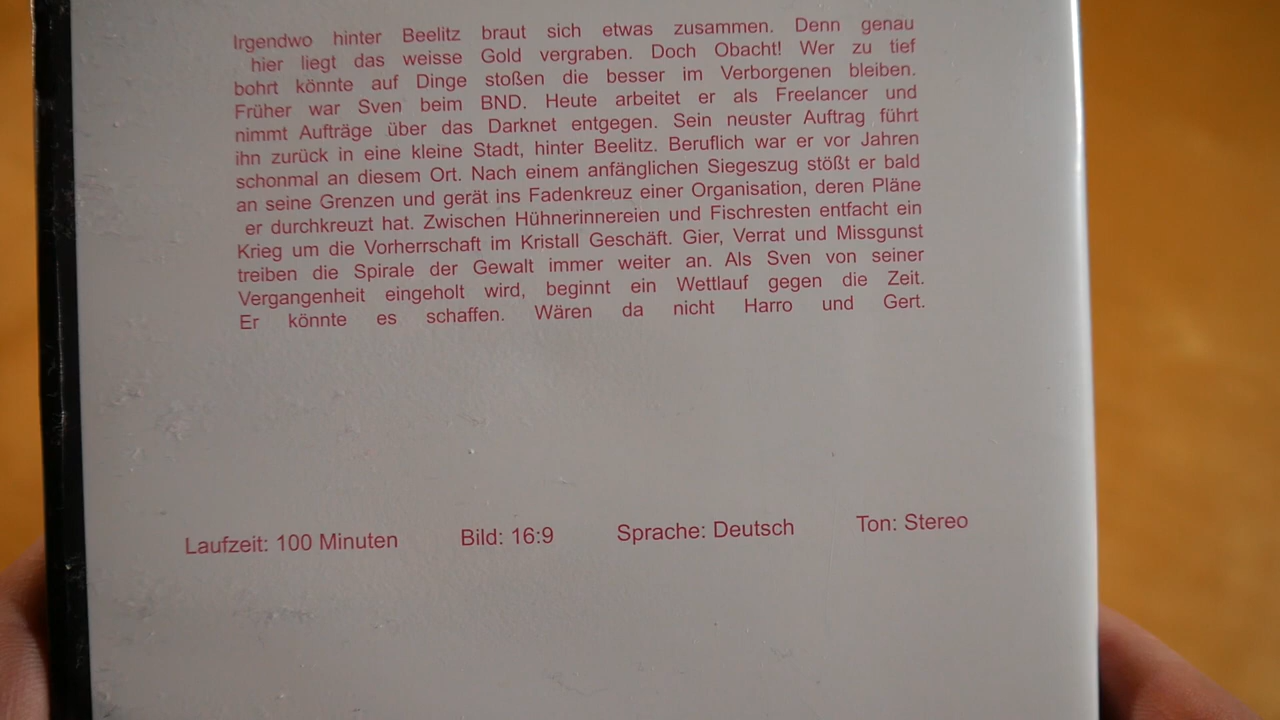 Irgendwo hinter Beelitz braut sich etwas zusammen. Denn genau
hier liegt das weisse Gold vergraben. Doch Obacht! Wer zu tief
bohrt könnte auf Dinge stoßen die besser im Verborgenen bleiben.
Früher war Sven beim BND. Heute arbeitet er als Freelancer und
nimmt Aufträge über das Darknet entgegen. Sein neuster Auftrag führt
ihn zurück in eine kleine Stadt, hinter Beelitz. Beruflich war er vor Jahren
schonmal an diesem Ort. Nach einem anfänglichen Siegeszug stößt er bald
an seine Grenzen und gerät ins Fadenkreuz einer Organisation, deren Pläne
er durchkreuzt hat. Zwischen Hühnerinnereien und Fischresten entfacht ein
Krieg um die Vorherrschaft im Kristall Geschäft. Gier, Verrat und Missgunst
treiben die Spirale der Gewalt immer weiter an. Als Sven von seiner
Vergangenheit eingeholt wird, beginnt ein Wettlauf gegen die Zeit.
Er könnte es schaffen. Wären da nicht Harro und Gert.
Laufzeit: 100 Minuten Bild: 16:9 Sprache: Deutsch Ton: Stereo